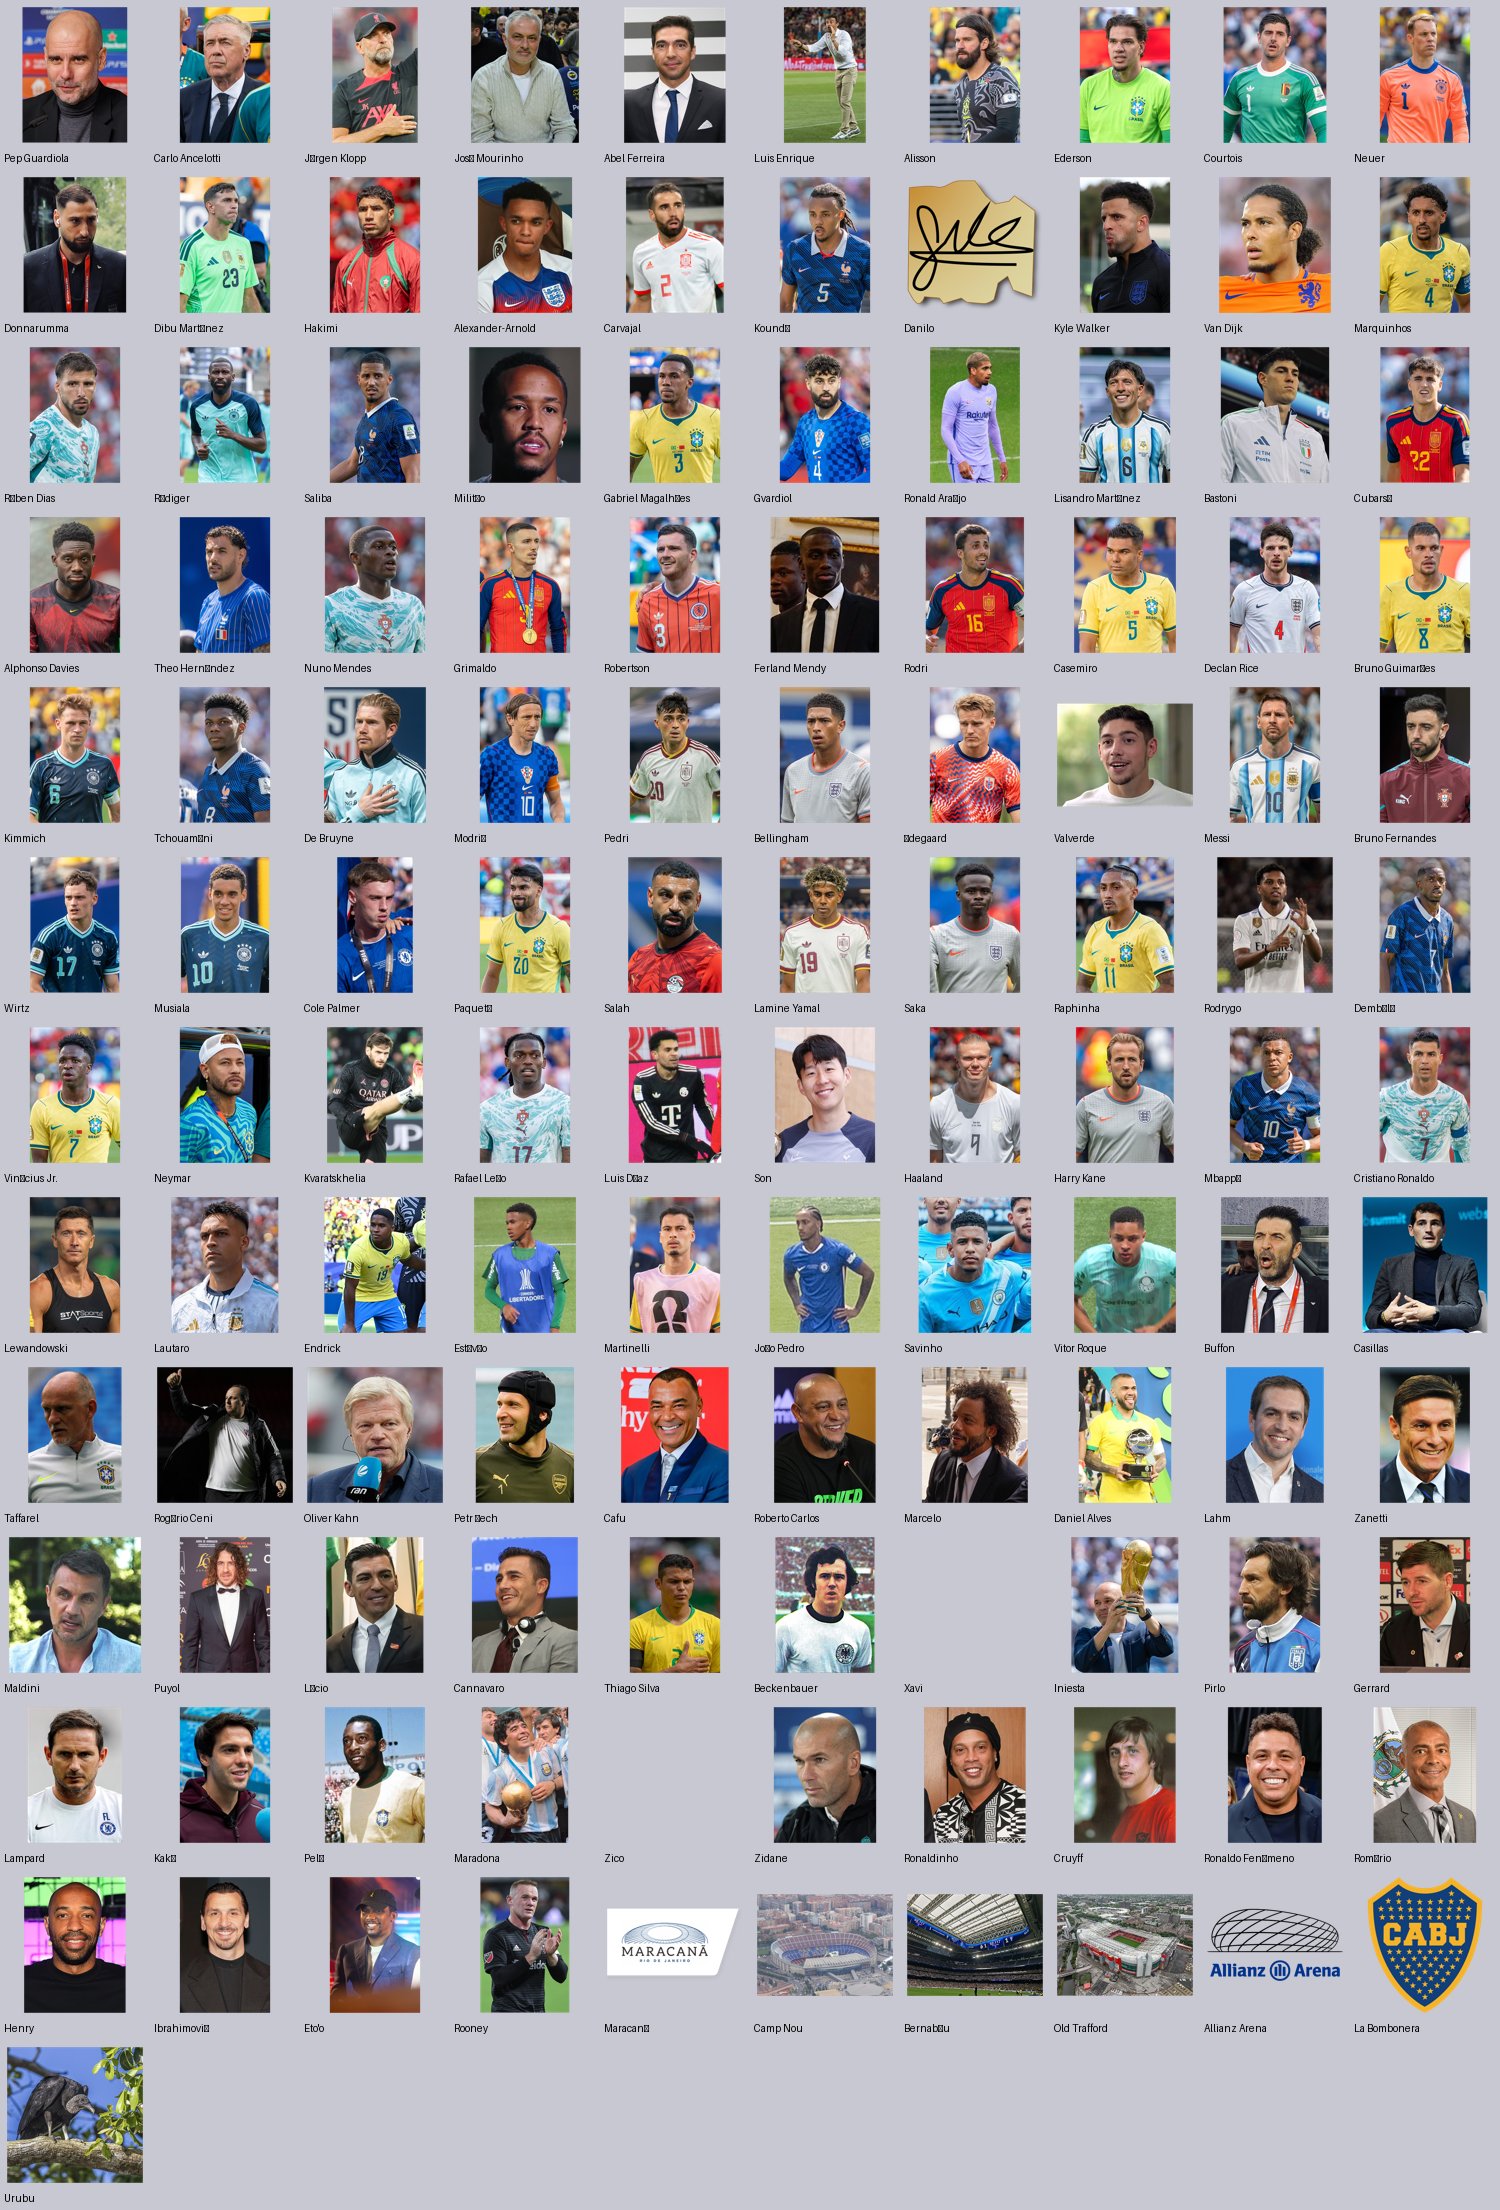 Pep Guardiola
Carlo Ancelotti
J□rgen Klopp
Jos□ Mourinho
Abel Ferreira
Luis Enrique
Alisson
Ederson
Courtois
Neuer
Donnarumma
Dibu Mart□nez
Hakimi
Alexander-Arnold
Carvajal
Kound□
Danilo
Kyle Walker
Van Dijk
Marquinhos
R□ben Dias
R□diger
Saliba
Milit□o
Gabriel Magalh□es
Gvardiol
Ronald Ara□jo
Lisandro Mart□nez
Bastoni
Cubars□
Alphonso Davies
Theo Hern□ndez
Nuno Mendes
Grimaldo
Robertson
Ferland Mendy
Rodri
Casemiro
Declan Rice
Bruno Guimar□es
Kimmich
Tchouam□ni
De Bruyne
Modri□
Pedri
Bellingham
□degaard
Valverde
Messi
Bruno Fernandes
Wirtz
Musiala
Cole Palmer
Paquet□
Salah
Lamine Yamal
Saka
Raphinha
Rodrygo
Demb□l□
Vin□cius Jr.
Neymar
Kvaratskhelia
Rafael Le□o
Luis D□az
Son
Haaland
Harry Kane
Mbapp□
Cristiano Ronaldo
Lewandowski
Lautaro
Endrick
Est□v□o
Martinelli
Jo□o Pedro
Savinho
Vitor Roque
Buffon
Casillas
Taffarel
Rog□rio Ceni
Oliver Kahn
Petr □ech
Cafu
Roberto Carlos
Marcelo
Daniel Alves
Lahm
Zanetti
Maldini
Puyol
L□cio
Cannavaro
Thiago Silva
Beckenbauer
Xavi
Iniesta
Pirlo
Gerrard
Lampard
Kak□
Pel□
Maradona
Zico
Zidane
Ronaldinho
Cruyff
Ronaldo Fen□meno
Rom□rio
MARACANÃ
RIO DE JANEIRO
Allianz Arena
CABJ
Henry
Ibrahimovi□
Eto'o
Rooney
Maracan□
Camp Nou
Bernab□u
Old Trafford
Allianz Arena
La Bombonera
Urubu